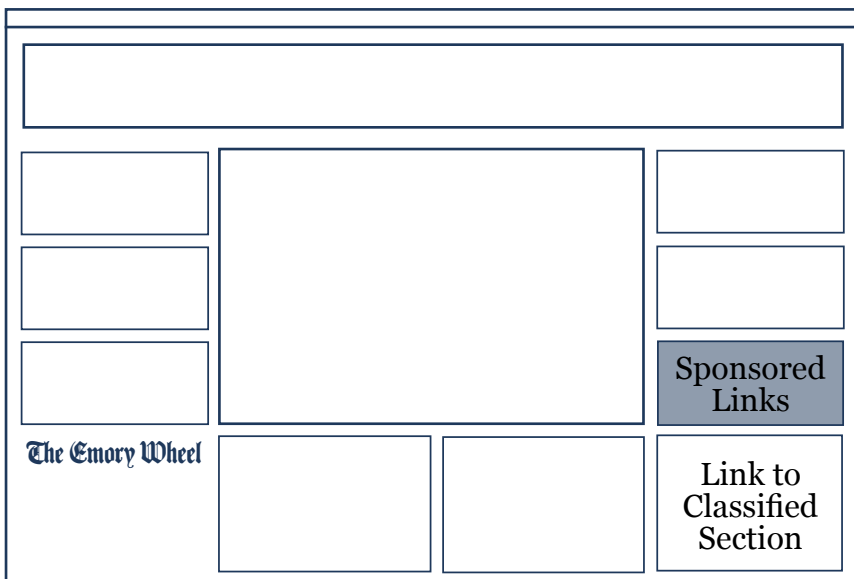 Sponsored
Links
The Emory Wheel
Link to
Classified
Section